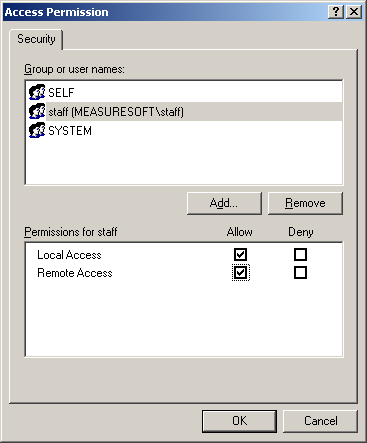 Access Permission
Security
Group or user names:
SELF
staff (MEASURESOFT\staff)
SYSTEM
Add... Remove
Permissions for staff Allow Deny
Local Access
Remote Access
OK Cancel